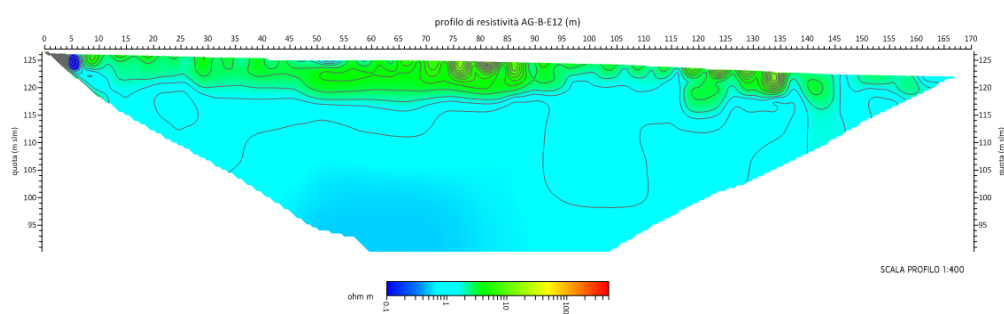 profilo di resistività AG-B-E12 (m)
0 5 10 15 20 25 30 35 40 45 50 55 60 65 70 75 80 85 90 95 100 105 110 115 120 125 130 135 140 145 150 155 160 165 170
125 125
120 120
115 115
110 110
105 105
100 100
95 95
quota (m slm) quota (m slm)
SCALA PROFILO 1:400
ohm m
0.1 1 10 100